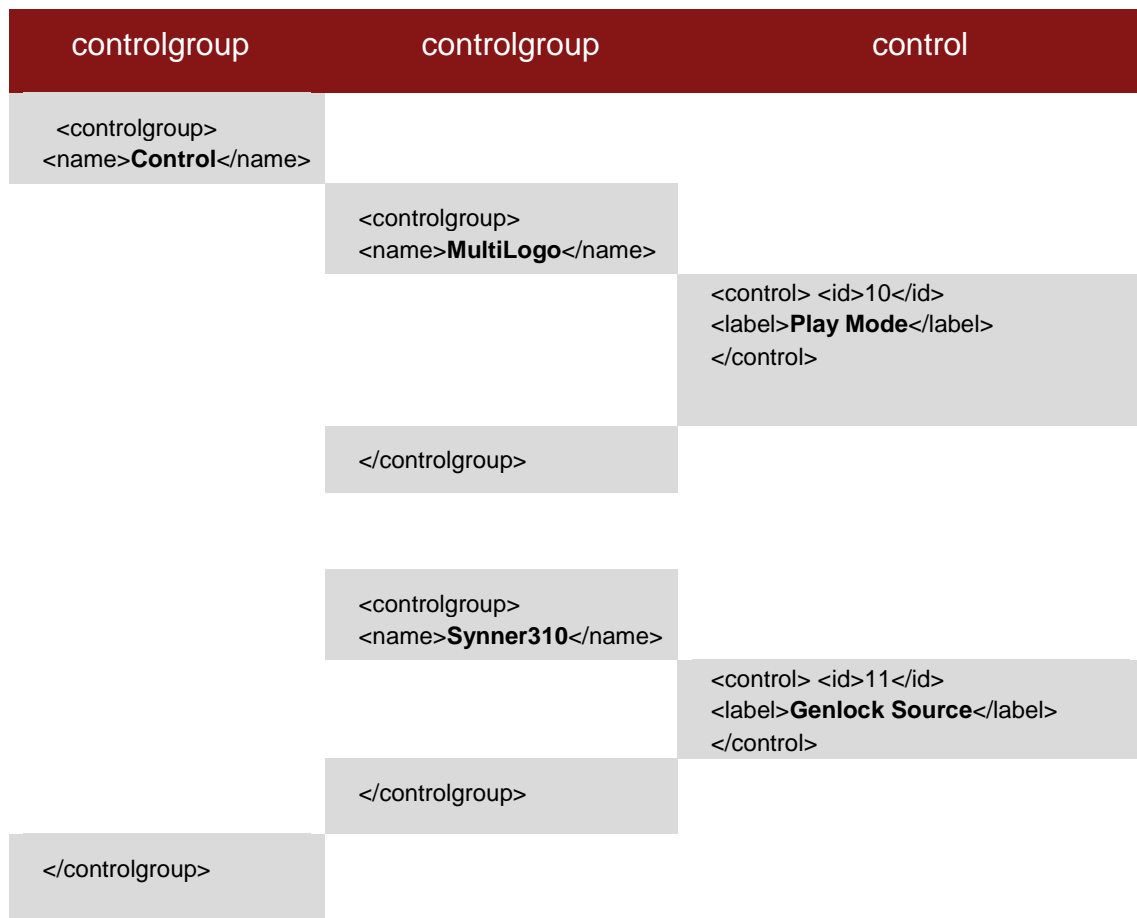 controlgroup controlgroup control
<controlgroup>
<name>Control</name>
<controlgroup>
<name>MultiLogo</name>
<control> <id>10</id>
<label>Play Mode</label>
</control>
</controlgroup>
<controlgroup>
<name>Synner310</name>
<control> <id>11</id>
<label>Genlock Source</label>
</control>
</controlgroup>
</controlgroup>